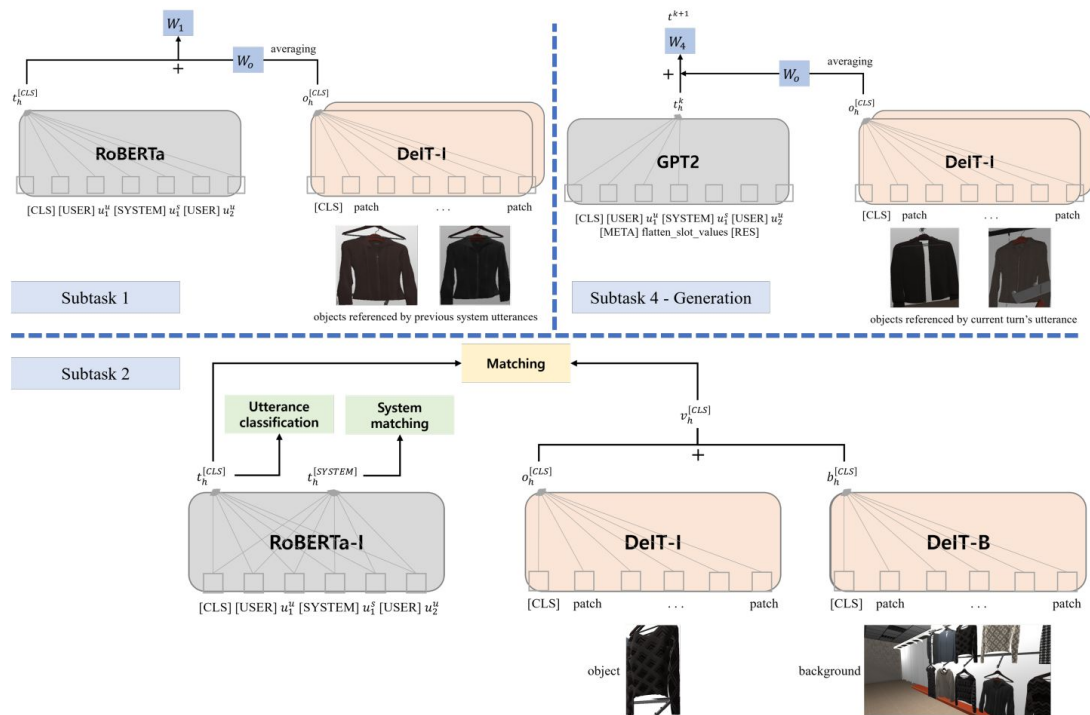 $W_1$
averaging
$W_o$
+
$t_h^{[CLS]}$
$o_h^{[CLS]}$
RoBERTa
DeIT-I
[CLS] [USER] $u_1^u$ [SYSTEM] $u_1^s$ [USER] $u_2^u$
[CLS] patch . . . patch
Subtask 1
objects referenced by previous system utterances
$t^{k+1}$
$W_4$
averaging
+
$W_o$
$t_h^k$
$o_h^{[CLS]}$
GPT2
DeIT-I
[CLS] [USER] $u_1^u$ [SYSTEM] $u_1^s$ [USER] $u_2^u$
[META] flatten_slot_values [RES]
[CLS] patch . . . patch
Subtask 4 - Generation
objects referenced by current turn's utterance
Subtask 2
Matching
Utterance
classification
System
matching
$v_h^{[CLS]}$
+
$t_h^{[CLS]}$
$t_h^{[SYSTEM]}$
$o_h^{[CLS]}$
$b_h^{[CLS]}$
RoBERTa-I
DeIT-I
DeIT-B
[CLS] [USER] $u_1^u$ [SYSTEM] $u_1^s$ [USER] $u_2^u$
[CLS] patch . . . patch
[CLS] patch . . . patch
object
background